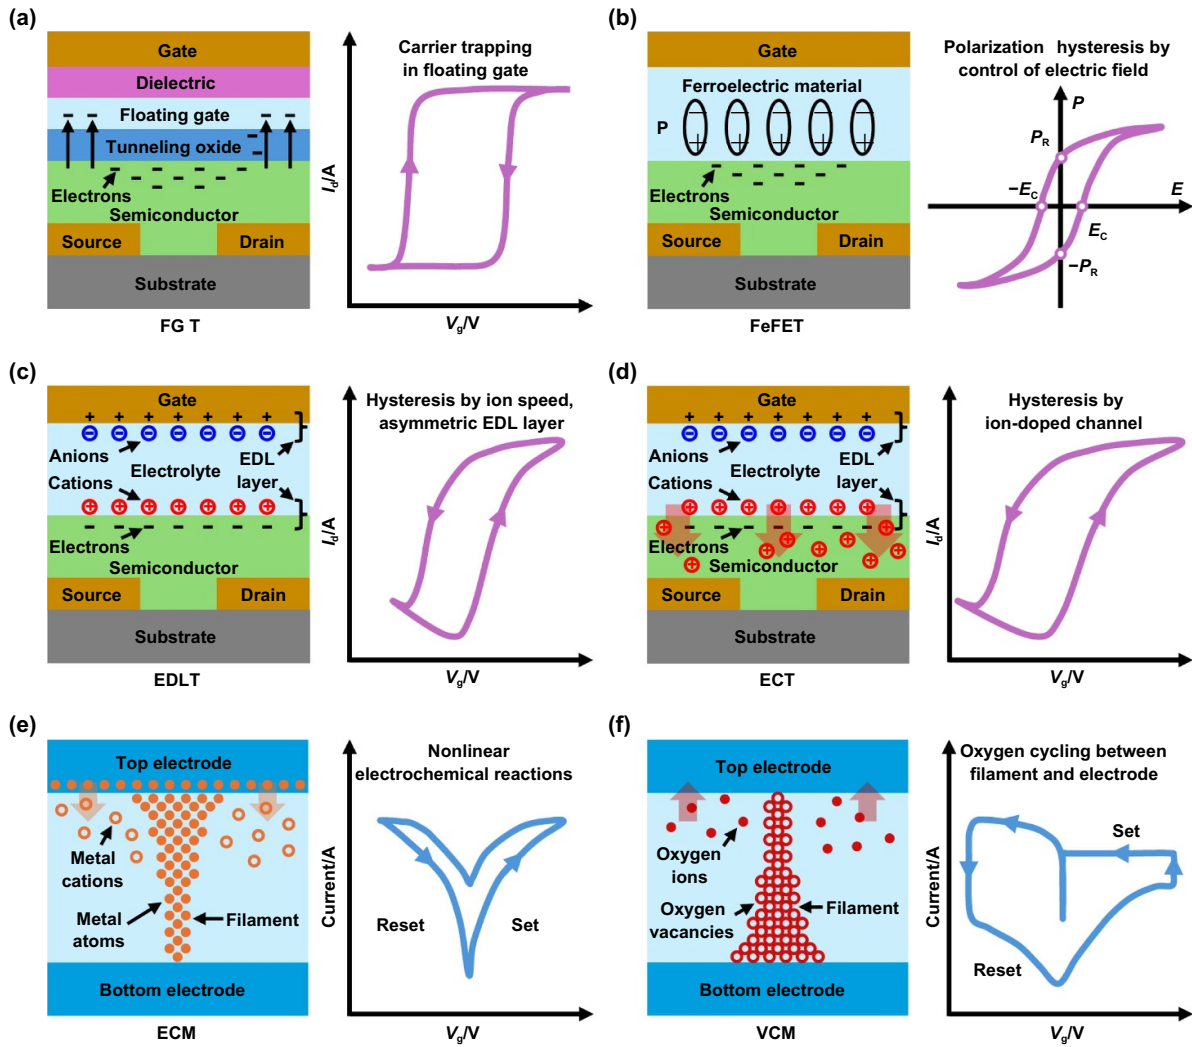 (a)
Gate
Dielectric
Floating gate
Tunneling oxide
Electrons
Semiconductor
Source
Drain
Substrate
FG T
Carrier trapping
in floating gate
I_d/A
V_g/V
(b)
Gate
Ferroelectric material
P
Electrons
Semiconductor
Source
Drain
Substrate
FeFET
Polarization hysteresis by
control of electric field
P
P_R
−E_C
E
E_C
−P_R
(c)
Gate
Anions
EDL
Electrolyte
Cations
layer
Electrons
Semiconductor
Source
Drain
Substrate
EDLT
Hysteresis by ion speed,
asymmetric EDL layer
I_d/A
V_g/V
(d)
Gate
Anions
EDL
Electrolyte
Cations
layer
Electrons
Semiconductor
Source
Drain
Substrate
ECT
Hysteresis by
ion-doped channel
I_d/A
V_g/V
(e)
Top electrode
Metal
cations
Metal
atoms
Filament
Bottom electrode
ECM
Nonlinear
electrochemical reactions
Current/A
Reset
Set
V_g/V
(f)
Top electrode
Oxygen
ions
Oxygen
vacancies
Filament
Bottom electrode
VCM
Oxygen cycling between
filament and electrode
Current/A
Set
Reset
V_g/V